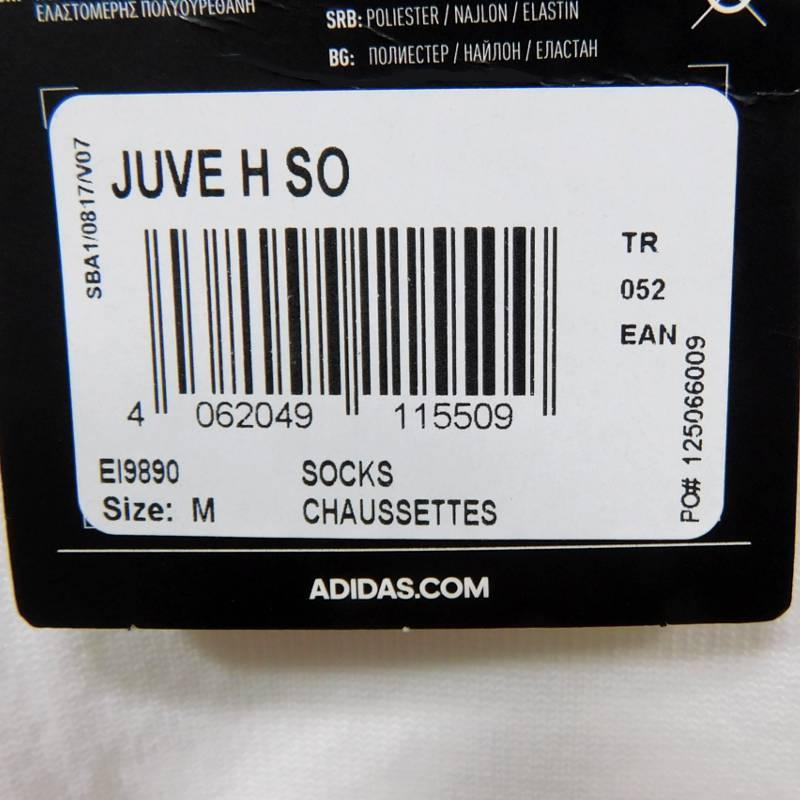 ΕΛΑΣΤΟΜΕΡΗΣ ΠΟΛΥΟΥΡΕΘΑΝΗ
SRB: POLIESTER / NAJLON / ELASTIN
BG: ПОЛИЕСТЕР / НАЙЛОН / ЕЛАСТАН
SBA1/0817/V07
JUVE H SO
TR
052
EAN
4 062049 115509
PO# 125066009
EI9890 SOCKS
Size: M CHAUSSETTES
ADIDAS.COM